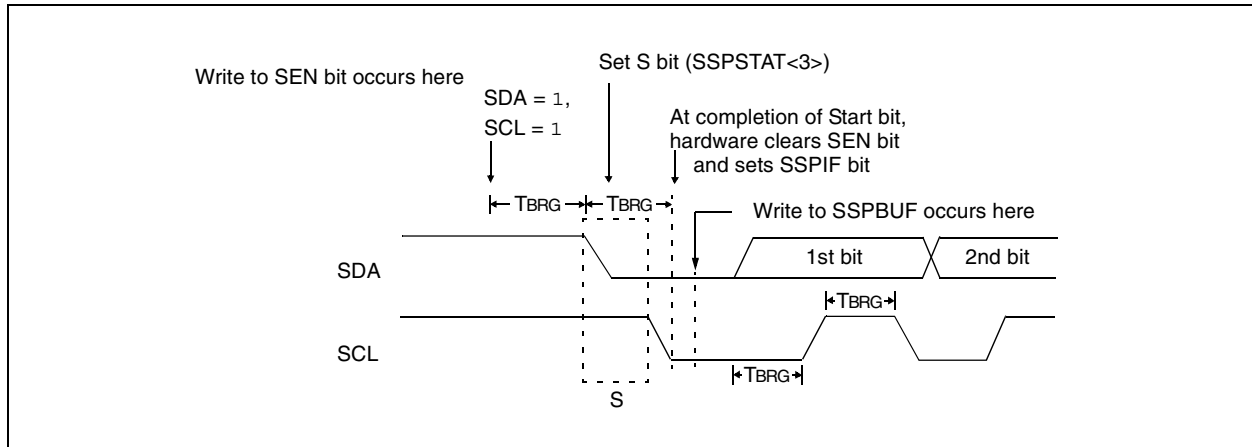 Write to SEN bit occurs here
Set S bit (SSPSTAT<3>)
SDA = 1,
SCL = 1
At completion of Start bit,
hardware clears SEN bit
and sets SSPIF bit
TBRG
TBRG
Write to SSPBUF occurs here
SDA
1st bit
2nd bit
TBRG
SCL
TBRG
S